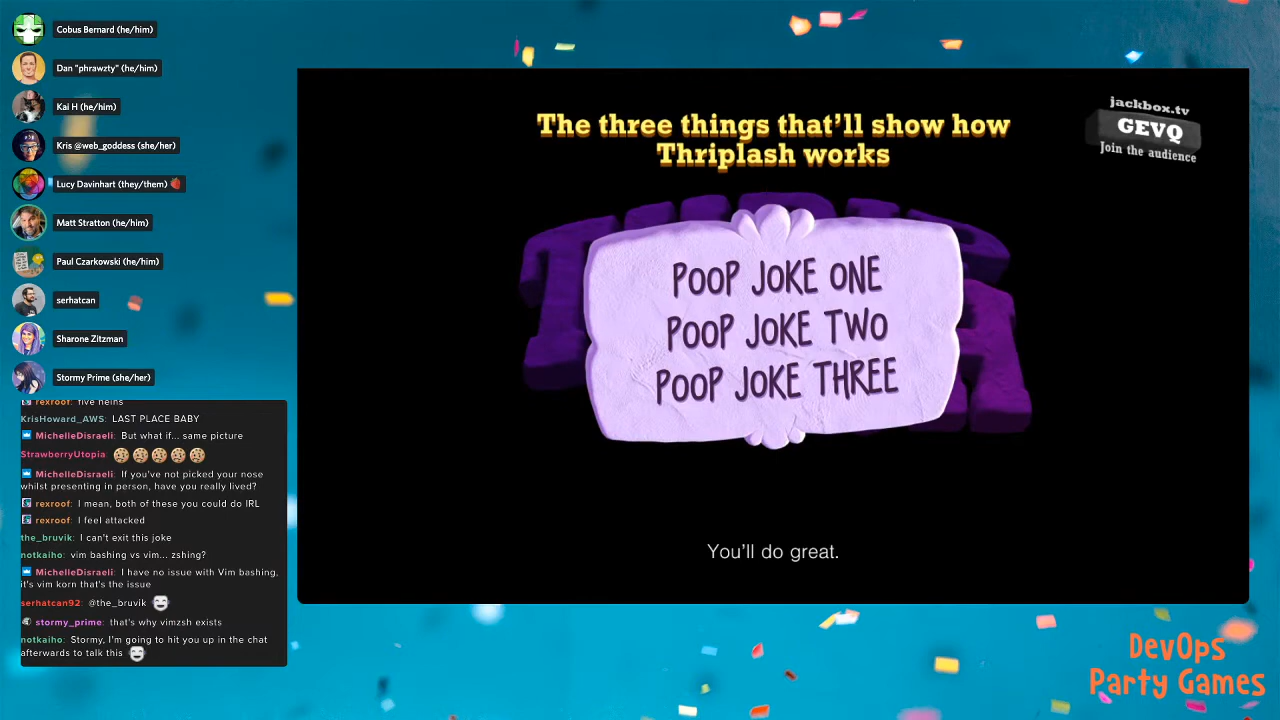 Cobus Bernard (he/him)
Dan "phrawzty" (he/him)
Kai H (he/him)
Kris @web_goddess (she/her)
Lucy Davinhart (they/them) 🍓
Matt Stratton (he/him)
Paul Czarkowski (he/him)
serhatcan
Sharone Zitzman
Stormy Prime (she/her)
rexroof: five heins
KrisHoward_AWS: LAST PLACE BABY
MichelleDisraeli: But what if... same picture
StrawberryUtopia: 🍪🍪🍪🍪🍪
MichelleDisraeli: If you've not picked your nose
whilst presenting in person, have you really lived?
rexroof: I mean, both of these you could do IRL
rexroof: I feel attacked
the_bruvik: I can't exit this joke
notkaiho: vim bashing vs vim... zshing?
MichelleDisraeli: I have no issue with Vim bashing,
it's vim korn that's the issue
serhatcan92: @the_bruvik
stormy_prime: that's why vimzsh exists
notkaiho: Stormy, I'm going to hit you up in the chat
afterwards to talk this
The three things that'll show how
Thriplash works
POOP JOKE ONE
POOP JOKE TWO
POOP JOKE THREE
You'll do great.
jackbox.tv
GEVQ
Join the audience
DevOps
Party Games